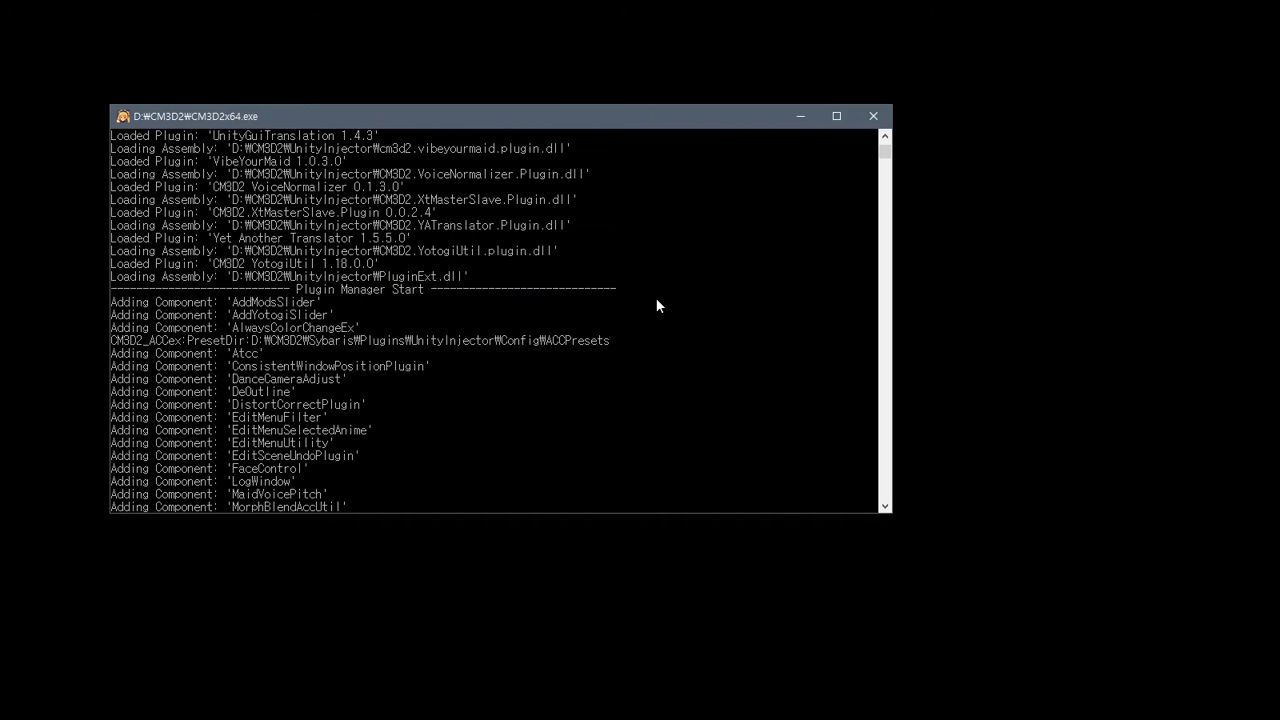 D:₩CM3D2₩CM3D2x64.exe
Loaded Plugin: 'UnityGuiTranslation 1.4.3'
Loading Assembly: 'D:₩CM3D2₩UnityInjector₩cm3d2.vibeyourmaid.plugin.dll'
Loaded Plugin: 'VibeYourMaid 1.0.3.0'
Loading Assembly: 'D:₩CM3D2₩UnityInjector₩CM3D2.VoiceNormalizer.Plugin.dll'
Loaded Plugin: 'CM3D2 VoiceNormalizer 0.1.3.0'
Loading Assembly: 'D:₩CM3D2₩UnityInjector₩CM3D2.XtMasterSlave.Plugin.dll'
Loaded Plugin: 'CM3D2.XtMasterSlave.Plugin 0.0.2.4'
Loading Assembly: 'D:₩CM3D2₩UnityInjector₩CM3D2.YATranslator.Plugin.dll'
Loaded Plugin: 'Yet Another Translator 1.5.5.0'
Loading Assembly: 'D:₩CM3D2₩UnityInjector₩CM3D2.YotogiUtil.plugin.dll'
Loaded Plugin: 'CM3D2 YotogiUtil 1.18.0.0'
Loading Assembly: 'D:₩CM3D2₩UnityInjector₩PluginExt.dll'
---------------------------- Plugin Manager Start -----------------------------
Adding Component: 'AddModsSlider'
Adding Component: 'AddYotogiSlider'
Adding Component: 'AlwaysColorChangeEx'
CM3D2_ACCex:PresetDir:D:₩CM3D2₩Sybaris₩Plugins₩UnityInjector₩Config₩ACCPresets
Adding Component: 'Atcc'
Adding Component: 'ConsistentWindowPositionPlugin'
Adding Component: 'DanceCameraAdjust'
Adding Component: 'DeOutline'
Adding Component: 'DistortCorrectPlugin'
Adding Component: 'EditMenuFilter'
Adding Component: 'EditMenuSelectedAnime'
Adding Component: 'EditMenuUtility'
Adding Component: 'EditSceneUndoPlugin'
Adding Component: 'FaceControl'
Adding Component: 'LogWindow'
Adding Component: 'MaidVoicePitch'
Adding Component: 'MorphBlendAccUtil'